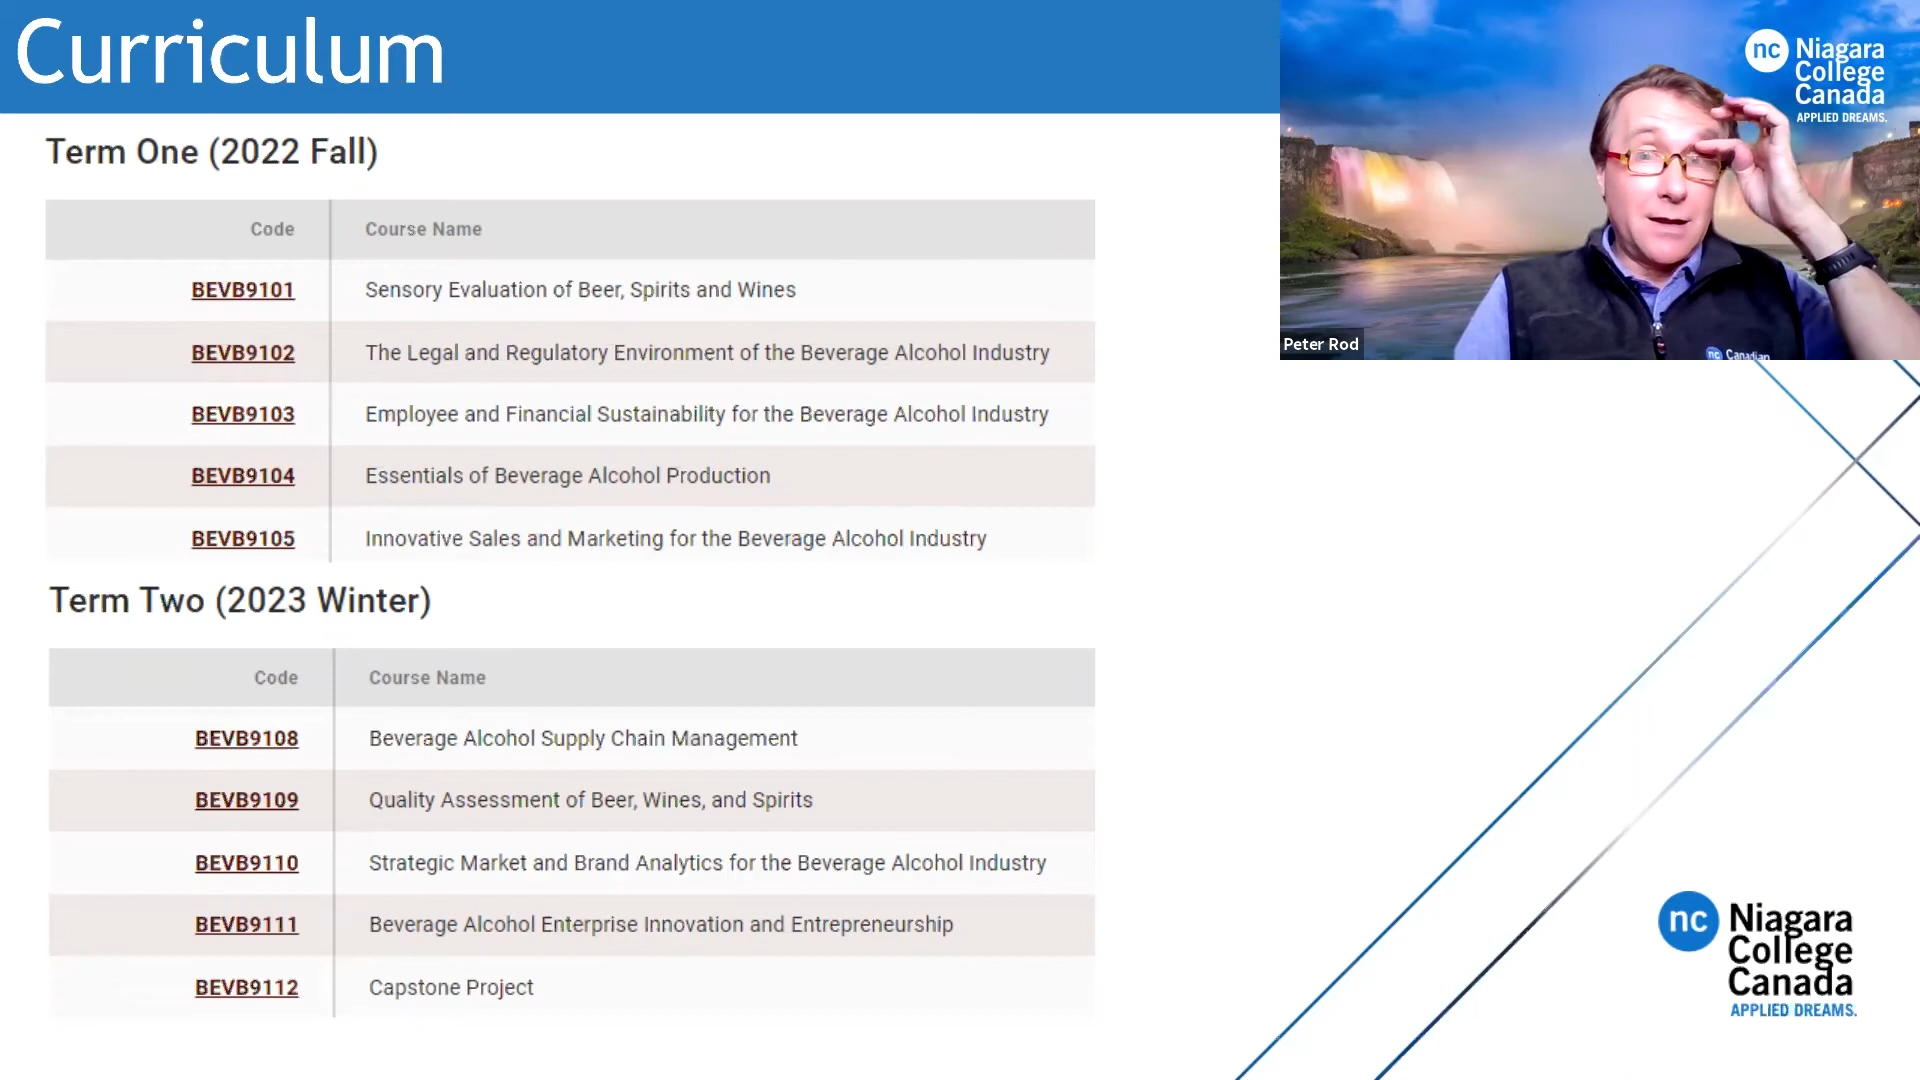 Curriculum
Term One (2022 Fall)
Code Course Name
BEVB9101 Sensory Evaluation of Beer, Spirits and Wines
BEVB9102 The Legal and Regulatory Environment of the Beverage Alcohol Industry
BEVB9103 Employee and Financial Sustainability for the Beverage Alcohol Industry
BEVB9104 Essentials of Beverage Alcohol Production
BEVB9105 Innovative Sales and Marketing for the Beverage Alcohol Industry
Term Two (2023 Winter)
Code Course Name
BEVB9108 Beverage Alcohol Supply Chain Management
BEVB9109 Quality Assessment of Beer, Wines, and Spirits
BEVB9110 Strategic Market and Brand Analytics for the Beverage Alcohol Industry
BEVB9111 Beverage Alcohol Enterprise Innovation and Entrepreneurship
BEVB9112 Capstone Project
nc Niagara
College
Canada
APPLIED DREAMS.
Peter Rod
nc Canadian
nc Niagara
College
Canada
APPLIED DREAMS.